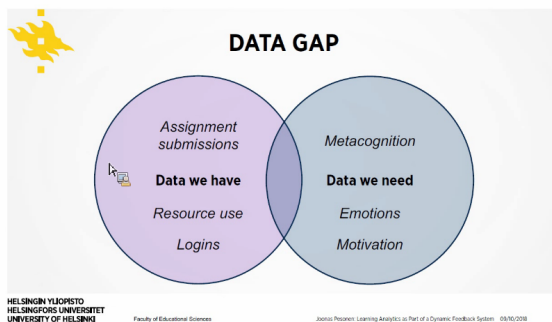 DATA GAP
Assignment
submissions
Data we have
Resource use
Logins
Metacognition
Data we need
Emotions
Motivation
HELSINGIN YLIOPISTO
HELSINGFORS UNIVERSITET
UNIVERSITY OF HELSINKI
Faculty of Educational Sciences
Joonas Pesonen: Learning Analytics as Part of a Dynamic Feedback System 09/10/2018